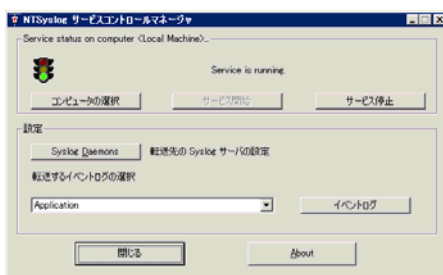 NTSyslog サービスコントロールマネージャ
Service status on computer <Local Machine>...
Service is running.
コンピュータの選択 サービス開始 サービス停止
設定
Syslog Daemons 転送先の Syslog サーバの設定
転送するイベントログの選択
Application イベントログ
閉じる About